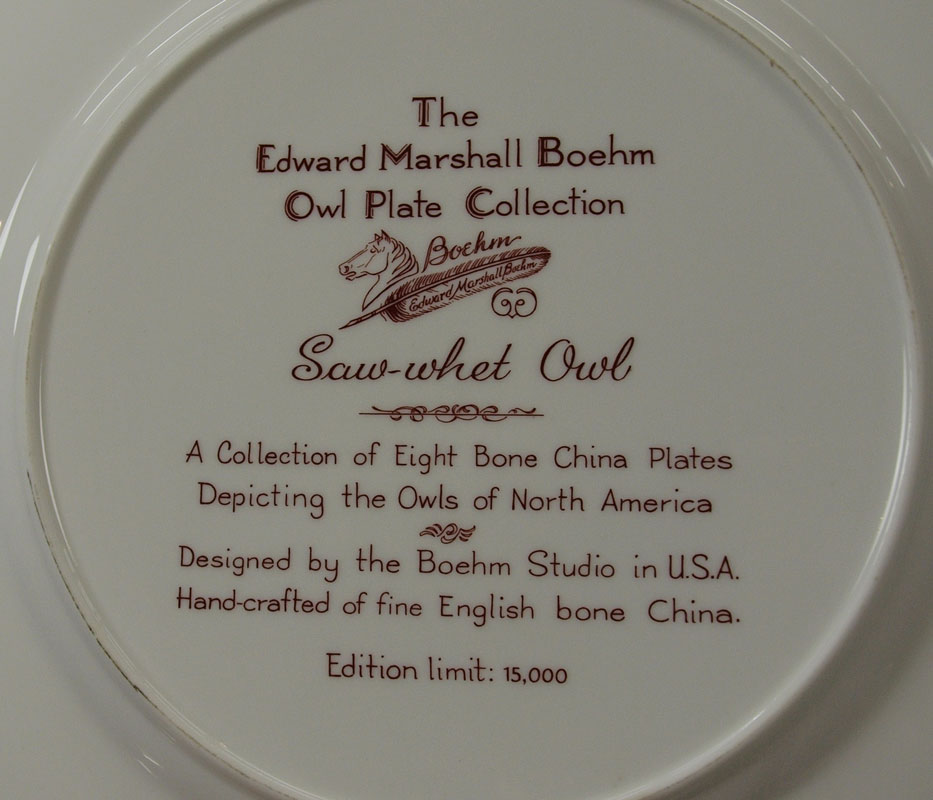 The
Edward Marshall Boehm
Owl Plate Collection
Boehm
Edward Marshall Boehm
Saw-whet Owl
A Collection of Eight Bone China Plates
Depicting the Owls of North America
Designed by the Boehm Studio in U.S.A.
Hand-crafted of fine English bone China.
Edition limit: 15,000